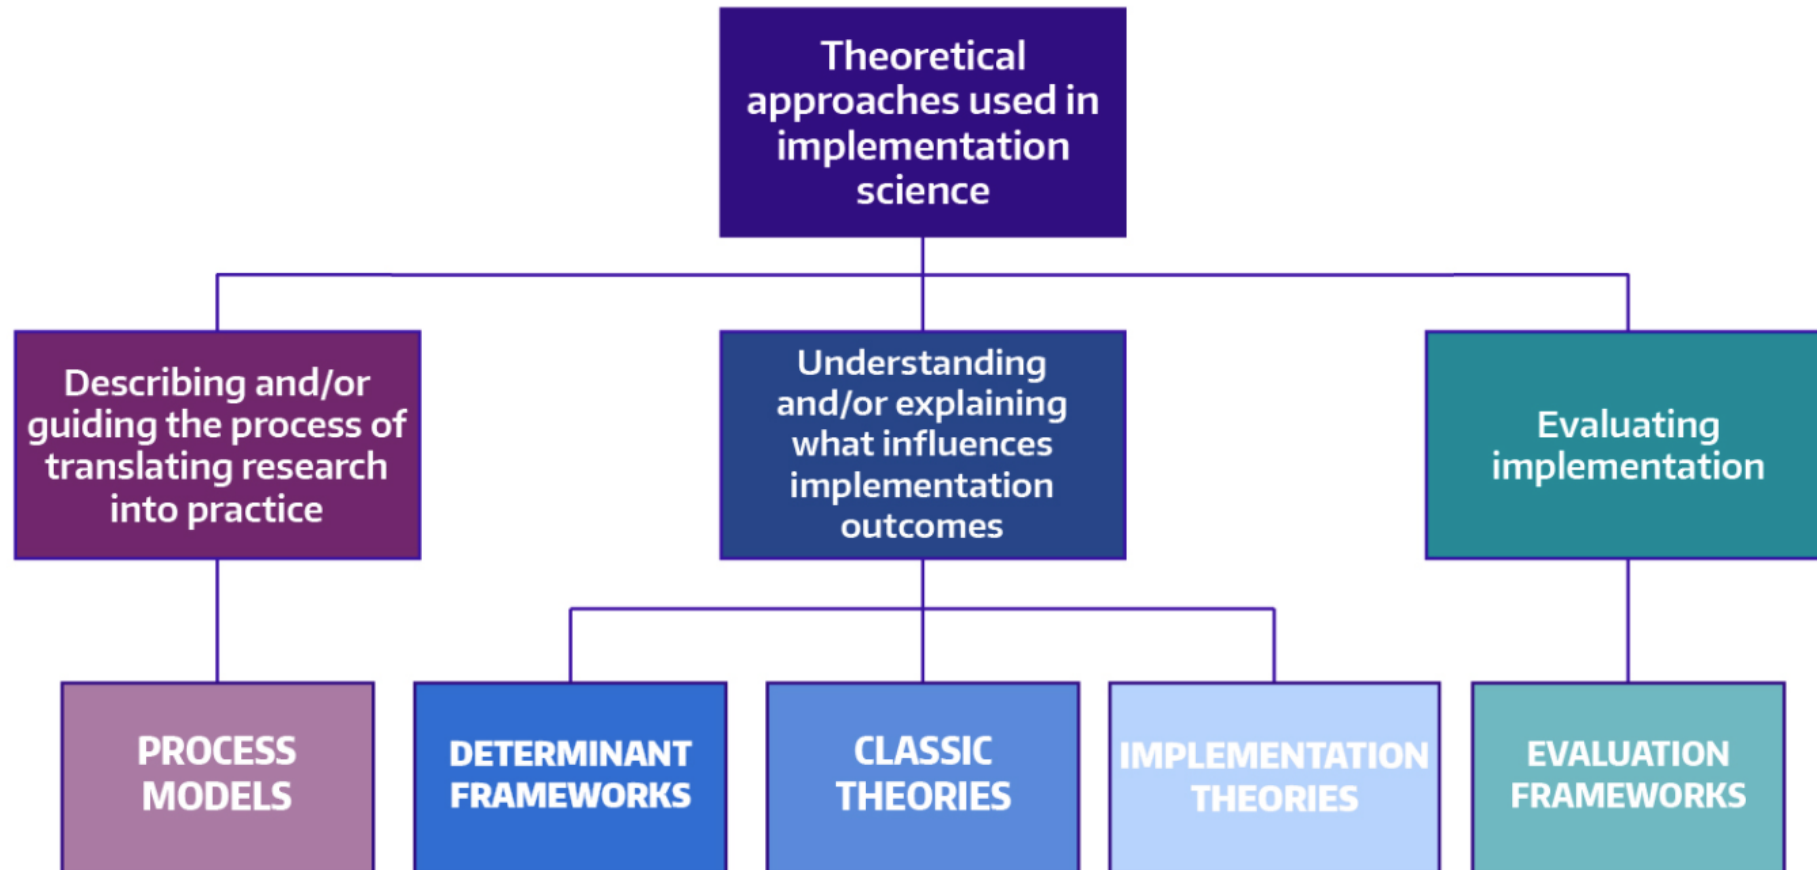 Theoretical
approaches used in
implementation
science
Describing and/or
guiding the process of
translating research
into practice
Understanding
and/or explaining
what influences
implementation
outcomes
Evaluating
implementation
PROCESS
MODELS
DETERMINANT
FRAMEWORKS
CLASSIC
THEORIES
IMPLEMENTATION
THEORIES
EVALUATION
FRAMEWORKS